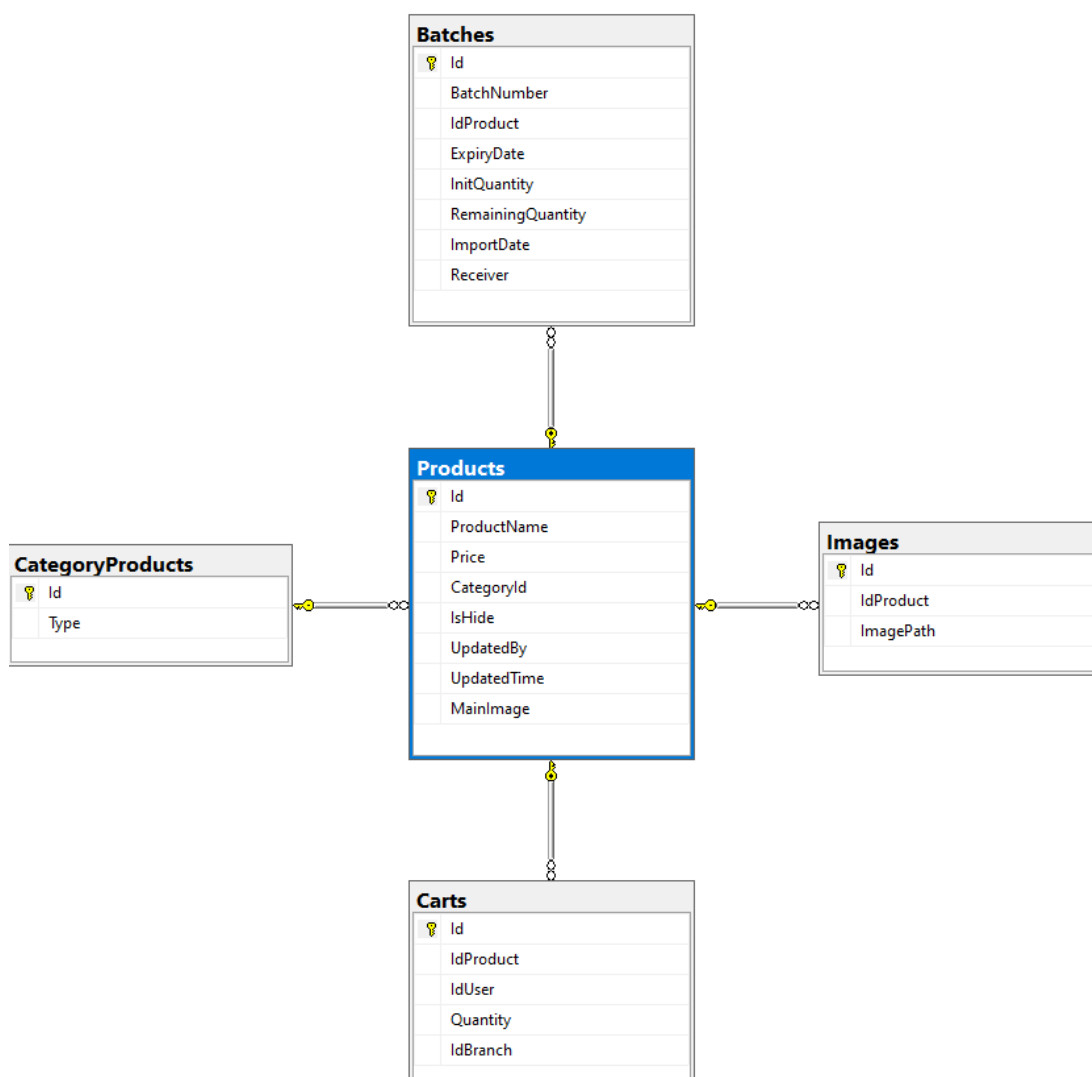 Batches
Id
BatchNumber
IdProduct
ExpiryDate
InitQuantity
RemainingQuantity
ImportDate
Receiver
Products
Id
ProductName
Price
CategoryId
IsHide
UpdatedBy
UpdatedTime
MainImage
CategoryProducts
Id
Type
Images
Id
IdProduct
ImagePath
Carts
Id
IdProduct
IdUser
Quantity
IdBranch